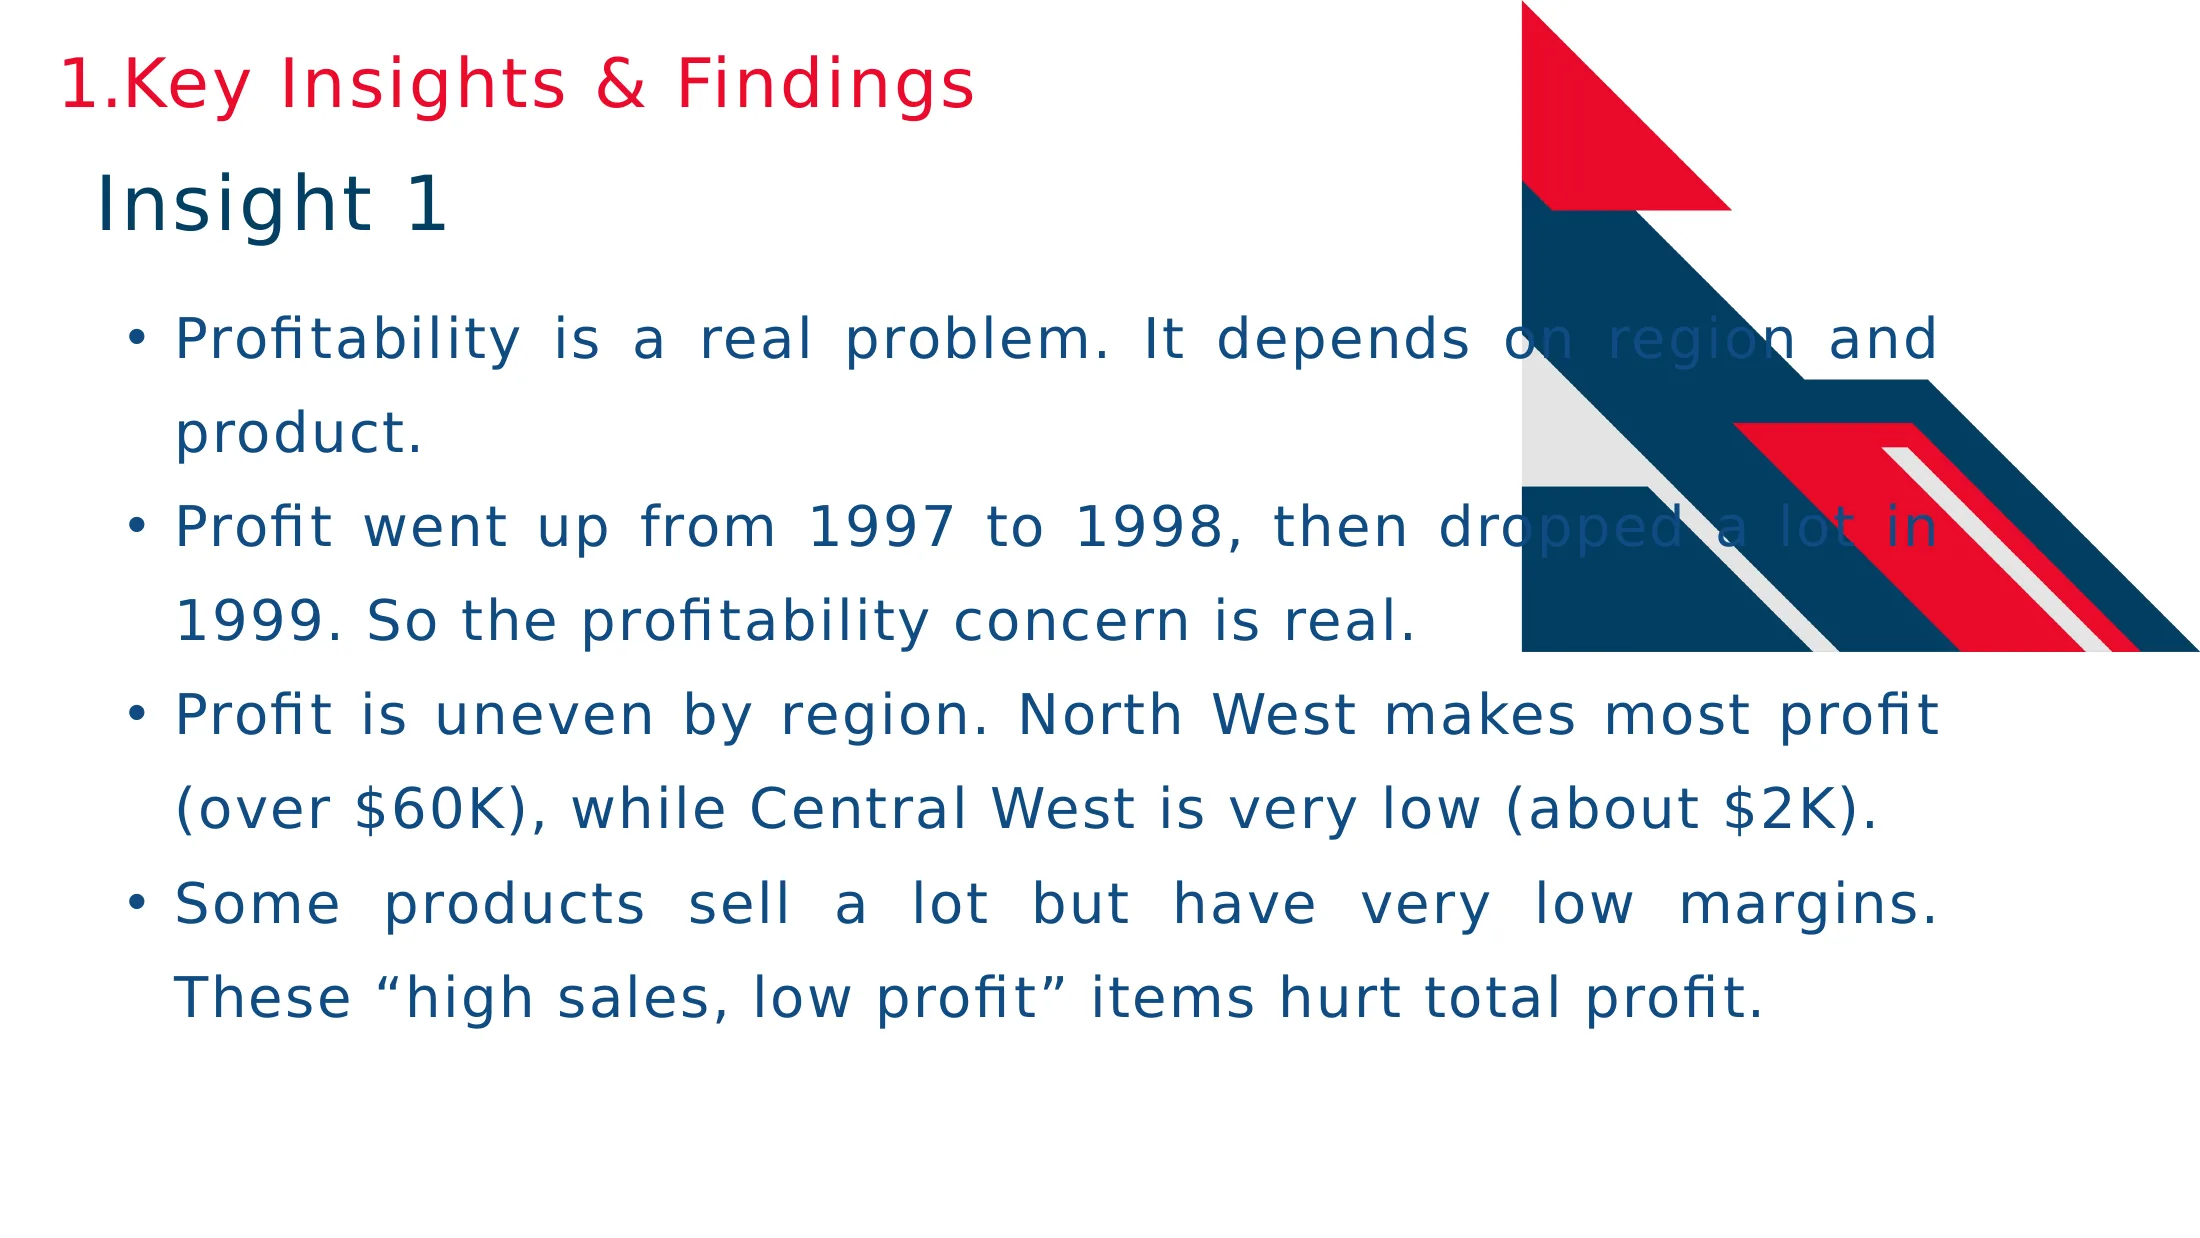 1.Key Insights & Findings
Insight 1
• Profitability is a real problem. It depends on region and
product.
• Profit went up from 1997 to 1998, then dropped a lot in
1999. So the profitability concern is real.
• Profit is uneven by region. North West makes most profit
(over $60K), while Central West is very low (about $2K).
• Some products sell a lot but have very low margins.
These “high sales, low profit” items hurt total profit.